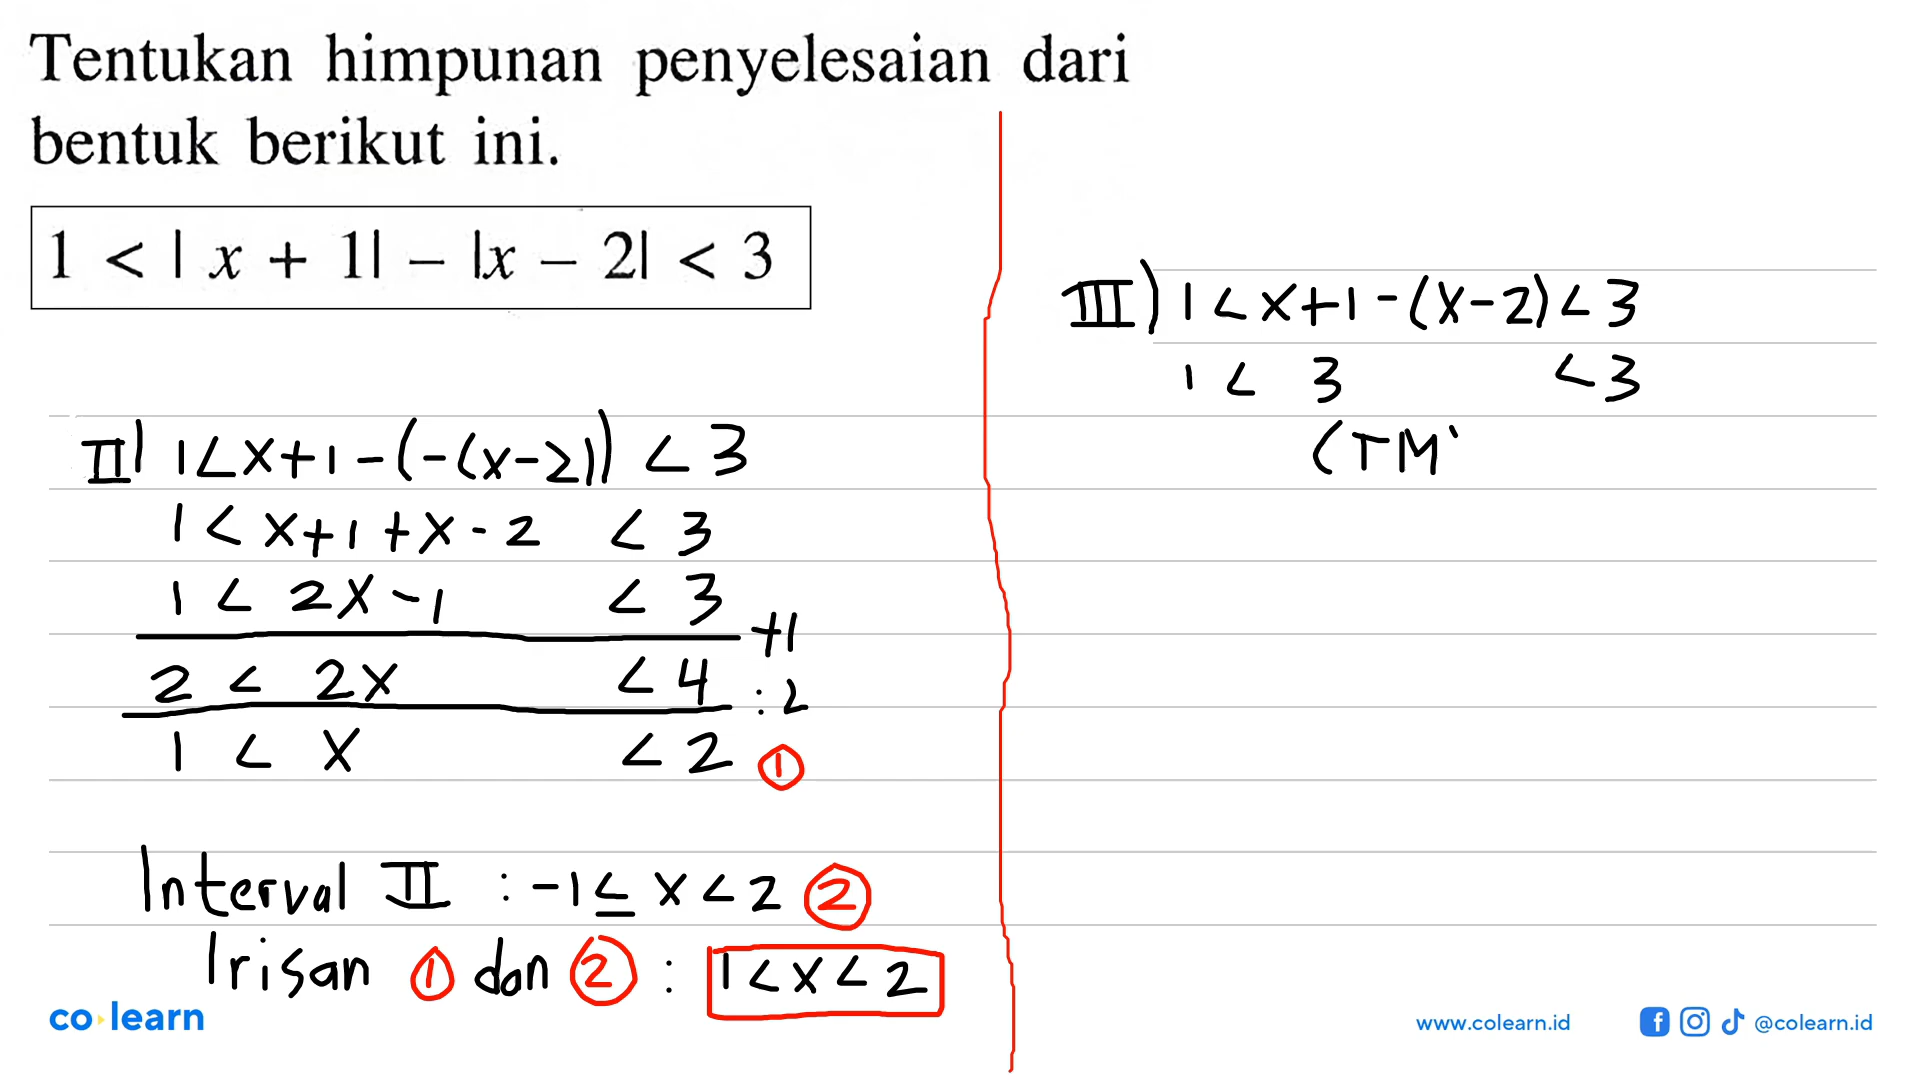 Tentukan himpunan penyelesaian dari
bentuk berikut ini.
1 < | x + 1| – |x – 2| < 3
II) 1 < x+1-(-(x-2)) < 3
1 < x+1+x-2 < 3
1 < 2x-1 < 3
+1
2 < 2x < 4
:2
1 < x < 2 ①
Interval II : -1 ≤ x < 2 ②
Irisan ① dan ② : 1 < x < 2
III) 1 < x+1-(x-2) < 3
1 < 3 < 3
(TM
co learn
www.colearn.id
@colearn.id